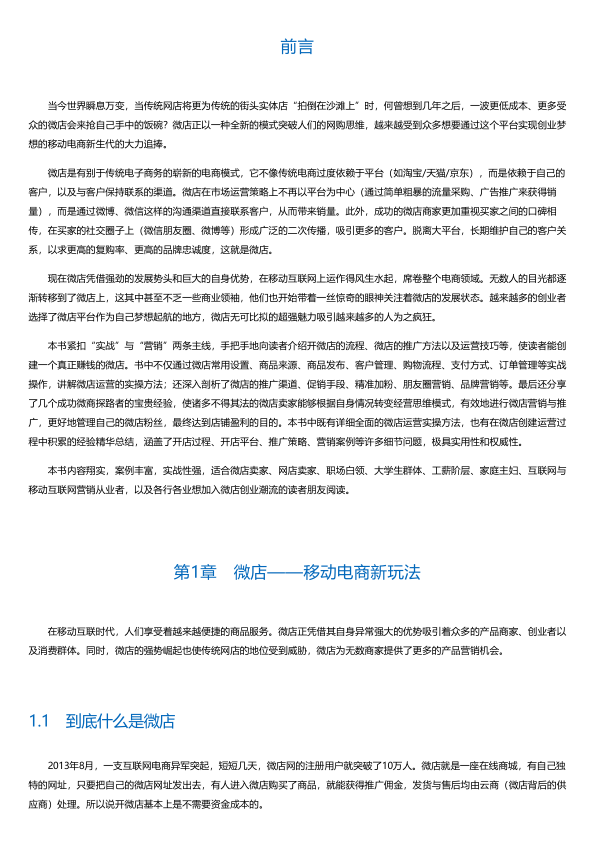 前言
当今世界瞬息万变，当传统网店将更为传统的街头实体店“拍倒在沙滩上”时，何曾想到几年之后，一波更低成本、更多受
众的微店会来抢自己手中的饭碗？微店正以一种全新的模式突破人们的网购思维，越来越受到众多想要通过这个平台实现创业梦
想的移动电商新生代的大力追捧。
微店是有别于传统电子商务的崭新的电商模式，它不像传统电商过度依赖于平台（如淘宝/天猫/京东），而是依赖于自己的
客户，以及与客户保持联系的渠道。微店在市场运营策略上不再以平台为中心（通过简单粗暴的流量采购、广告推广来获得销
量），而是通过微博、微信这样的沟通渠道直接联系客户，从而带来销量。此外，成功的微店商家更加重视买家之间的口碑相
传，在买家的社交圈子上（微信朋友圈、微博等）形成广泛的二次传播，吸引更多的客户。脱离大平台，长期维护自己的客户关
系，以求更高的复购率、更高的品牌忠诚度，这就是微店。
现在微店凭借强劲的发展势头和巨大的自身优势，在移动互联网上运作得风生水起，席卷整个电商领域。无数人的目光都逐
渐转移到了微店上，这其中甚至不乏一些商业领袖，他们也开始带着一丝惊奇的眼神关注着微店的发展状态。越来越多的创业者
选择了微店平台作为自己梦想起航的地方，微店无可比拟的超强魅力吸引越来越多的人为之疯狂。
本书紧扣“实战”与“营销”两条主线，手把手地向读者介绍开微店的流程、微店的推广方法以及运营技巧等，使读者能创
建一个真正赚钱的微店。书中不仅通过微店常用设置、商品来源、商品发布、客户管理、购物流程、支付方式、订单管理等实战
操作，讲解微店运营的实操方法；还深入剖析了微店的推广渠道、促销手段、精准加粉、朋友圈营销、品牌营销等。最后还分享
了几个成功微商探路者的宝贵经验，使诸多不得其法的微店卖家能够根据自身情况转变经营思维模式，有效地进行微店营销与推
广，更好地管理自己的微店粉丝，最终达到店铺盈利的目的。本书中既有详细全面的微店运营实操方法，也有在微店创建运营过
程中积累的经验精华总结，涵盖了开店过程、开店平台、推广策略、营销案例等许多细节问题，极具实用性和权威性。
本书内容翔实，案例丰富，实战性强，适合微店卖家、网店卖家、职场白领、大学生群体、工薪阶层、家庭主妇、互联网与
移动互联网营销从业者，以及各行各业想加入微店创业潮流的读者朋友阅读。
第1章 微店——移动电商新玩法
在移动互联时代，人们享受着越来越便捷的商品服务。微店正凭借其自身异常强大的优势吸引着众多的产品商家、创业者以
及消费群体。同时，微店的强势崛起也使传统网店的地位受到威胁，微店为无数商家提供了更多的产品营销机会。
1.1 到底什么是微店
2013年8月，一支互联网电商异军突起，短短几天，微店网的注册用户就突破了10万人。微店就是一座在线商城，有自己独
特的网址，只要把自己的微店网址发出去，有人进入微店购买了商品，就能获得推广佣金，发货与售后均由云商（微店背后的供
应商）处理。所以说开微店基本上是不需要资金成本的。